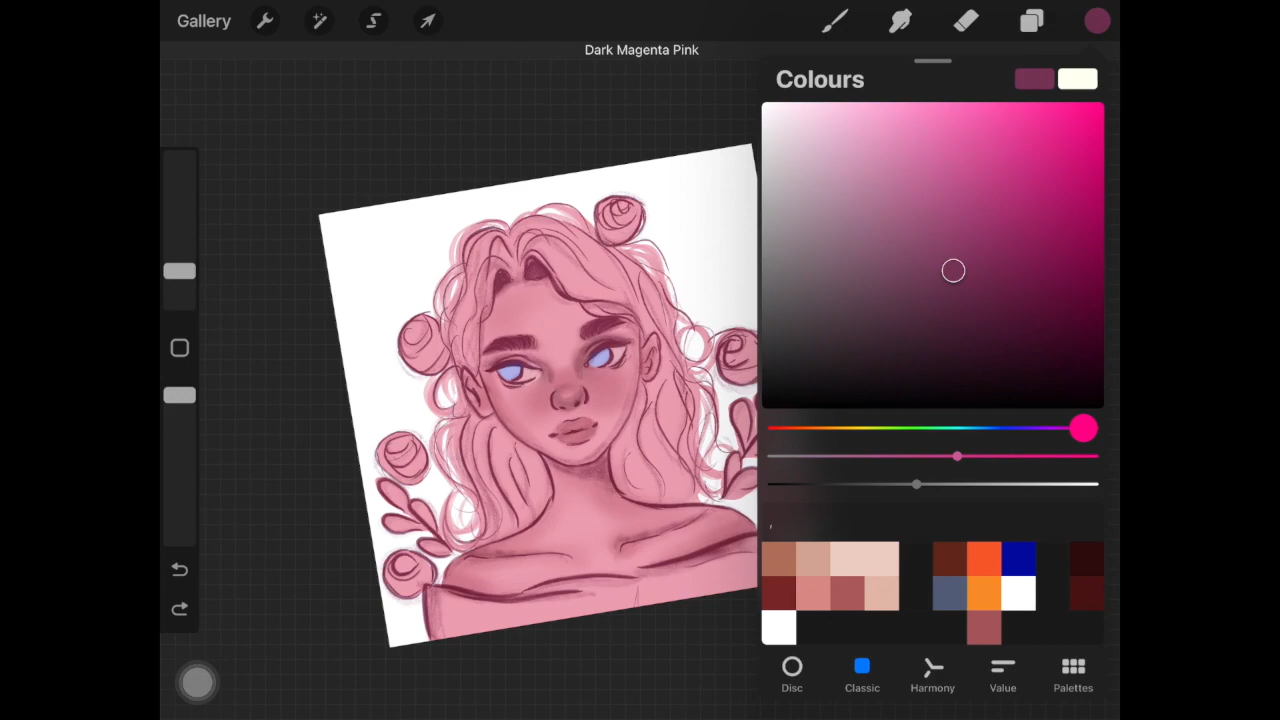 Gallery
Dark Magenta Pink
Colours
Disc
Classic
Harmony
Value
Palettes